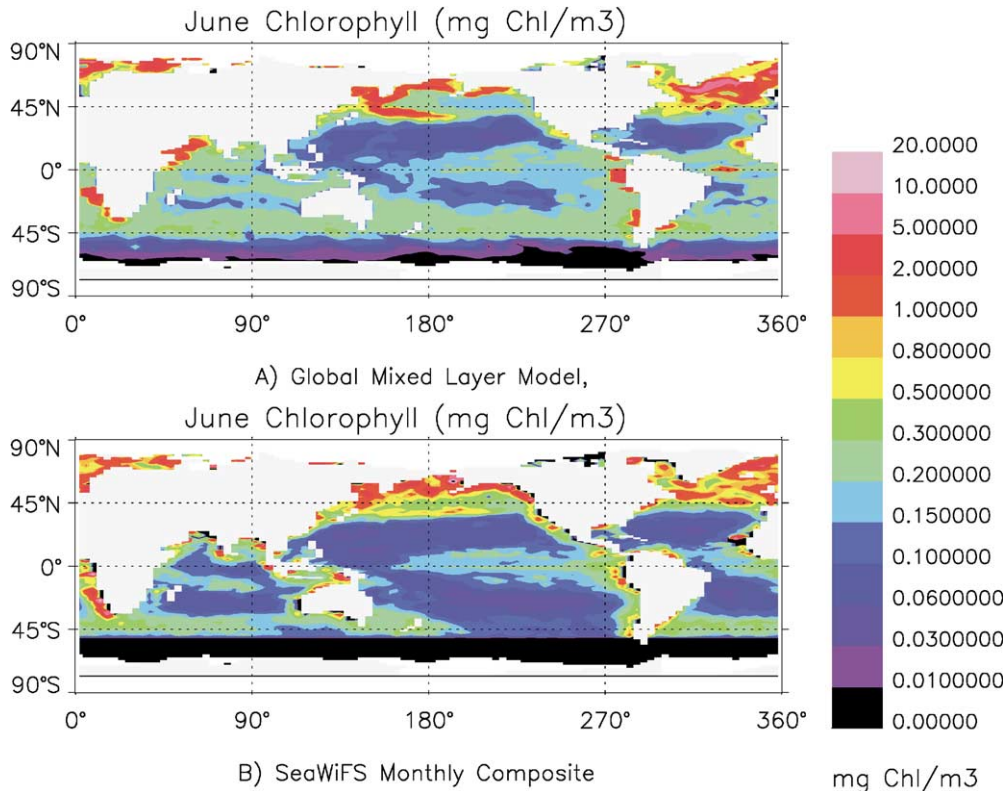 June Chlorophyll (mg Chl/m3)
90°N
45°N
0°
45°S
90°S
0° 90° 180° 270° 360°
A) Global Mixed Layer Model,
June Chlorophyll (mg Chl/m3)
90°N
45°N
0°
45°S
90°S
0° 90° 180° 270° 360°
B) SeaWiFS Monthly Composite
20.0000
10.0000
5.00000
2.00000
1.00000
0.800000
0.500000
0.300000
0.200000
0.150000
0.100000
0.0600000
0.0300000
0.0100000
0.00000
mg Chl/m3